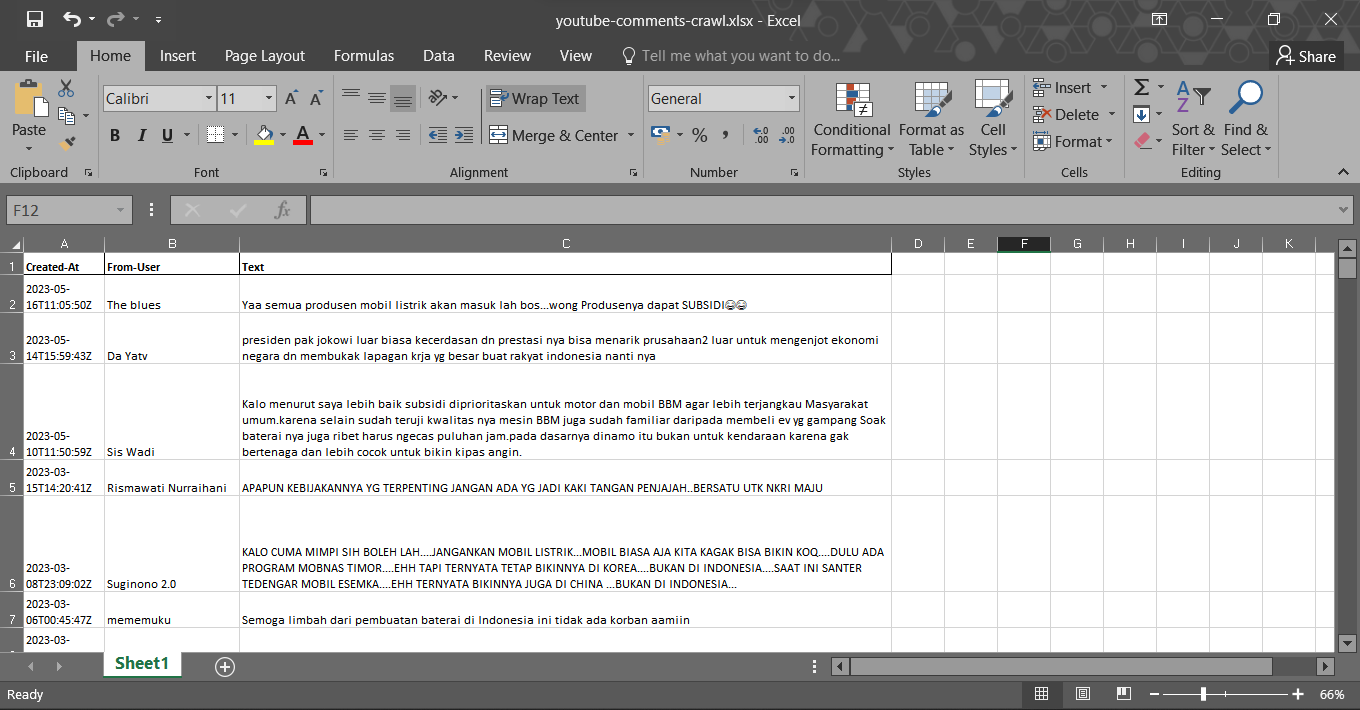 youtube-comments-crawl.xlsx - Excel
File Home Insert Page Layout Formulas Data Review View Tell me what you want to do... Share
Calibri 11 Wrap Text General Insert
Paste B I U Merge & Center % Conditional Formatting Format as Table Cell Styles Delete Sort & Filter Find & Select
Format
Clipboard Font Alignment Number Styles Cells Editing
F12 fx
A B C D E F G H I J K
1 Created-At From-User Text
2023-05-
2 16T11:05:50Z The blues Yaa semua produsen mobil listrik akan masuk lah bos...wong Produsenya dapat SUBSIDI😂😂
2023-05- presiden pak jokowi luar biasa kecerdasan dn prestasi nya bisa menarik prusahaan2 luar untuk mengenjot ekonomi
3 14T15:59:43Z Da Yatv negara dn membukak lapagan krja yg besar buat rakyat indonesia nanti nya
Kalo menurut saya lebih baik subsidi diprioritaskan untuk motor dan mobil BBM agar lebih terjangkau Masyarakat
umum.karena selain sudah teruji kwalitas nya mesin BBM juga sudah familiar daripada membeli ev yg gampang Soak
2023-05- baterai nya juga ribet harus ngecas puluhan jam.pada dasarnya dinamo itu bukan untuk kendaraan karena gak
4 10T11:50:59Z Sis Wadi bertenaga dan lebih cocok untuk bikin kipas angin.
2023-03-
5 15T14:20:41Z Rismawati Nurraihani APAPUN KEBIJAKANNYA YG TERPENTING JANGAN ADA YG JADI KAKI TANGAN PENJAJAH..BERSATU UTK NKRI MAJU
KALO CUMA MIMPI SIH BOLEH LAH....JANGANKAN MOBIL LISTRIK...MOBIL BIASA AJA KITA KAGAK BISA BIKIN KOQ....DULU ADA
2023-03- PROGRAM MOBNAS TIMOR....EHH TAPI TERNYATA TETAP BIKINNYA DI KOREA....BUKAN DI INDONESIA....SAAT INI SANTER
6 08T23:09:02Z Suginono 2.0 TEDENGAR MOBIL ESEMKA....EHH TERNYATA BIKINNYA JUGA DI CHINA ...BUKAN DI INDONESIA...
2023-03-
7 06T00:45:47Z mememuku Semoga limbah dari pembuatan baterai di Indonesia ini tidak ada korban aamiin
2023-03-
Sheet1
Ready 66%